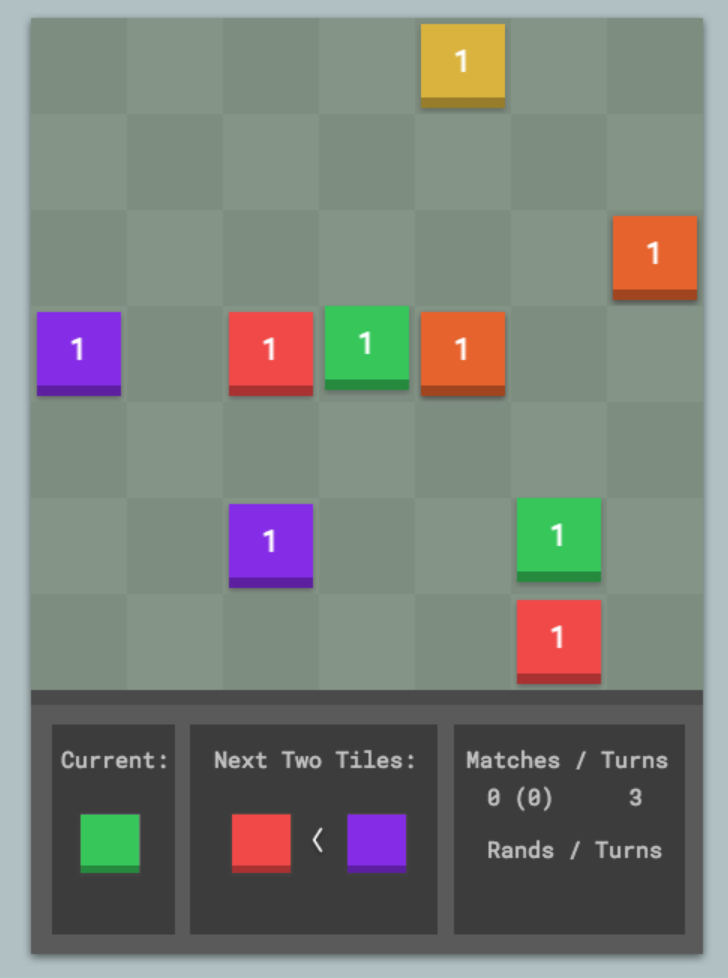 1
1
1 1 1 1
1 1
1
Current: Next Two Tiles: Matches / Turns
0 (0) 3
<
Rands / Turns